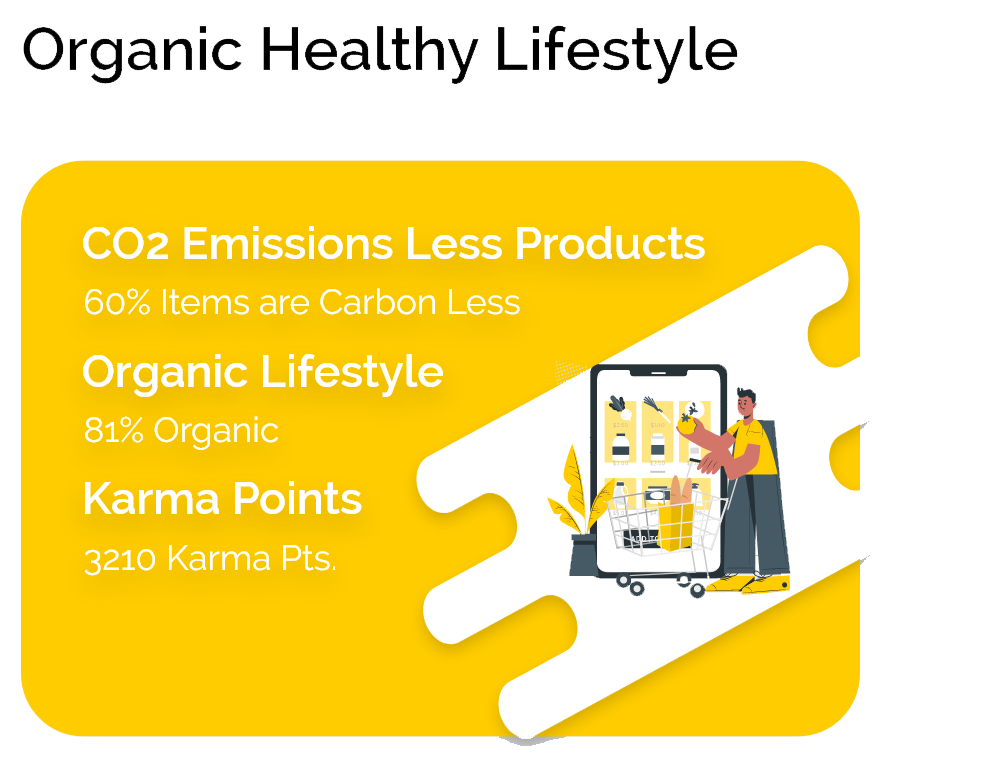 Organic Healthy Lifestyle
CO2 Emissions Less Products
60% Items are Carbon Less
Organic Lifestyle
81% Organic
Karma Points
3210 Karma Pts.